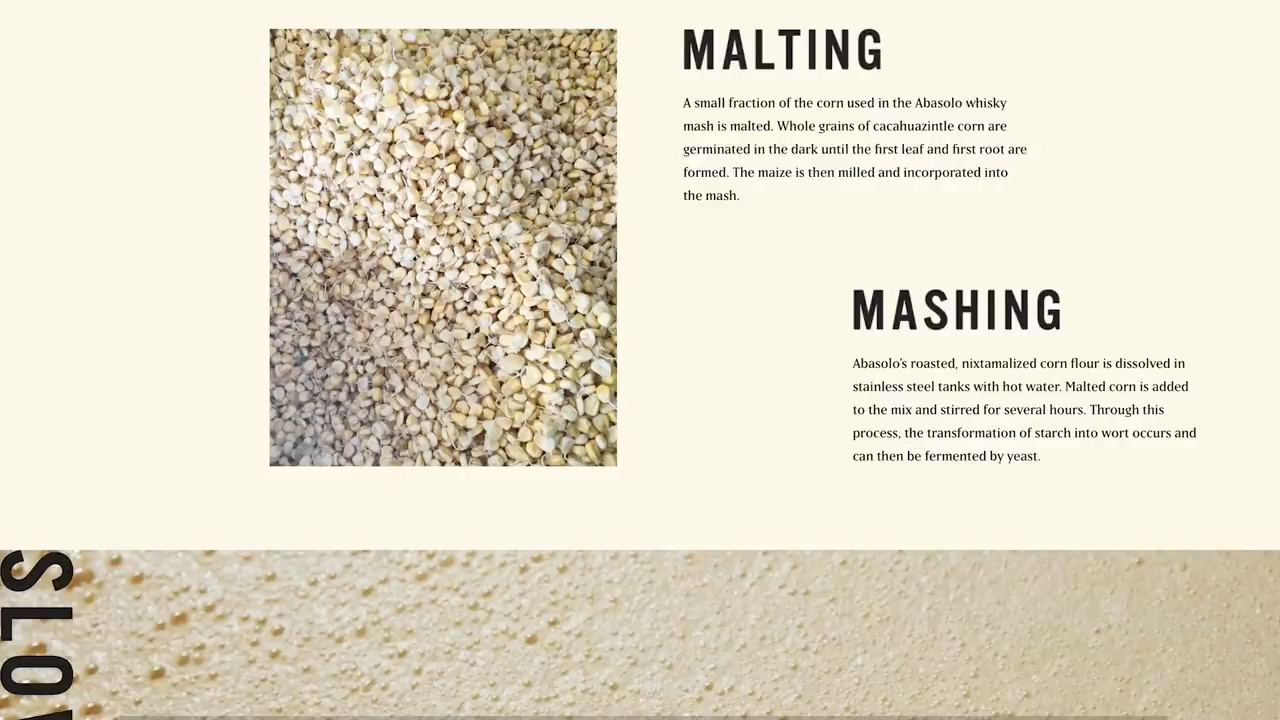 MALTING
A small fraction of the corn used in the Abasolo whisky
mash is malted. Whole grains of cacahuazintle corn are
germinated in the dark until the first leaf and first root are
formed. The maize is then milled and incorporated into
the mash.
MASHING
Abasolo's roasted, nixtamalized corn flour is dissolved in
stainless steel tanks with hot water. Malted corn is added
to the mix and stirred for several hours. Through this
process, the transformation of starch into wort occurs and
can then be fermented by yeast.